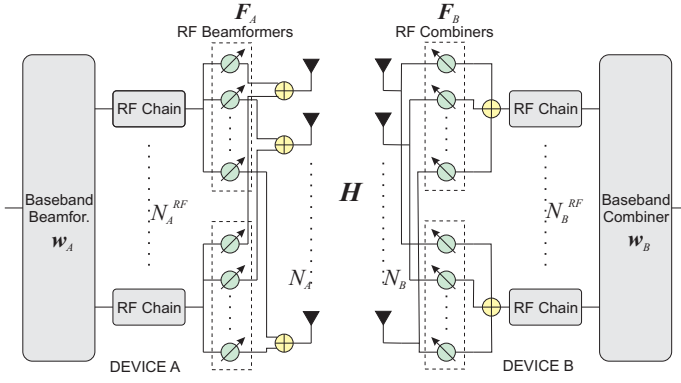 F_A
RF Beamformers
F_B
RF Combiners
RF Chain
RF Chain
Baseband
Beamfor.
w_A
N_A^{RF}
N_A
H
N_B
N_B^{RF}
Baseband
Combiner
w_B
RF Chain
RF Chain
DEVICE A
DEVICE B